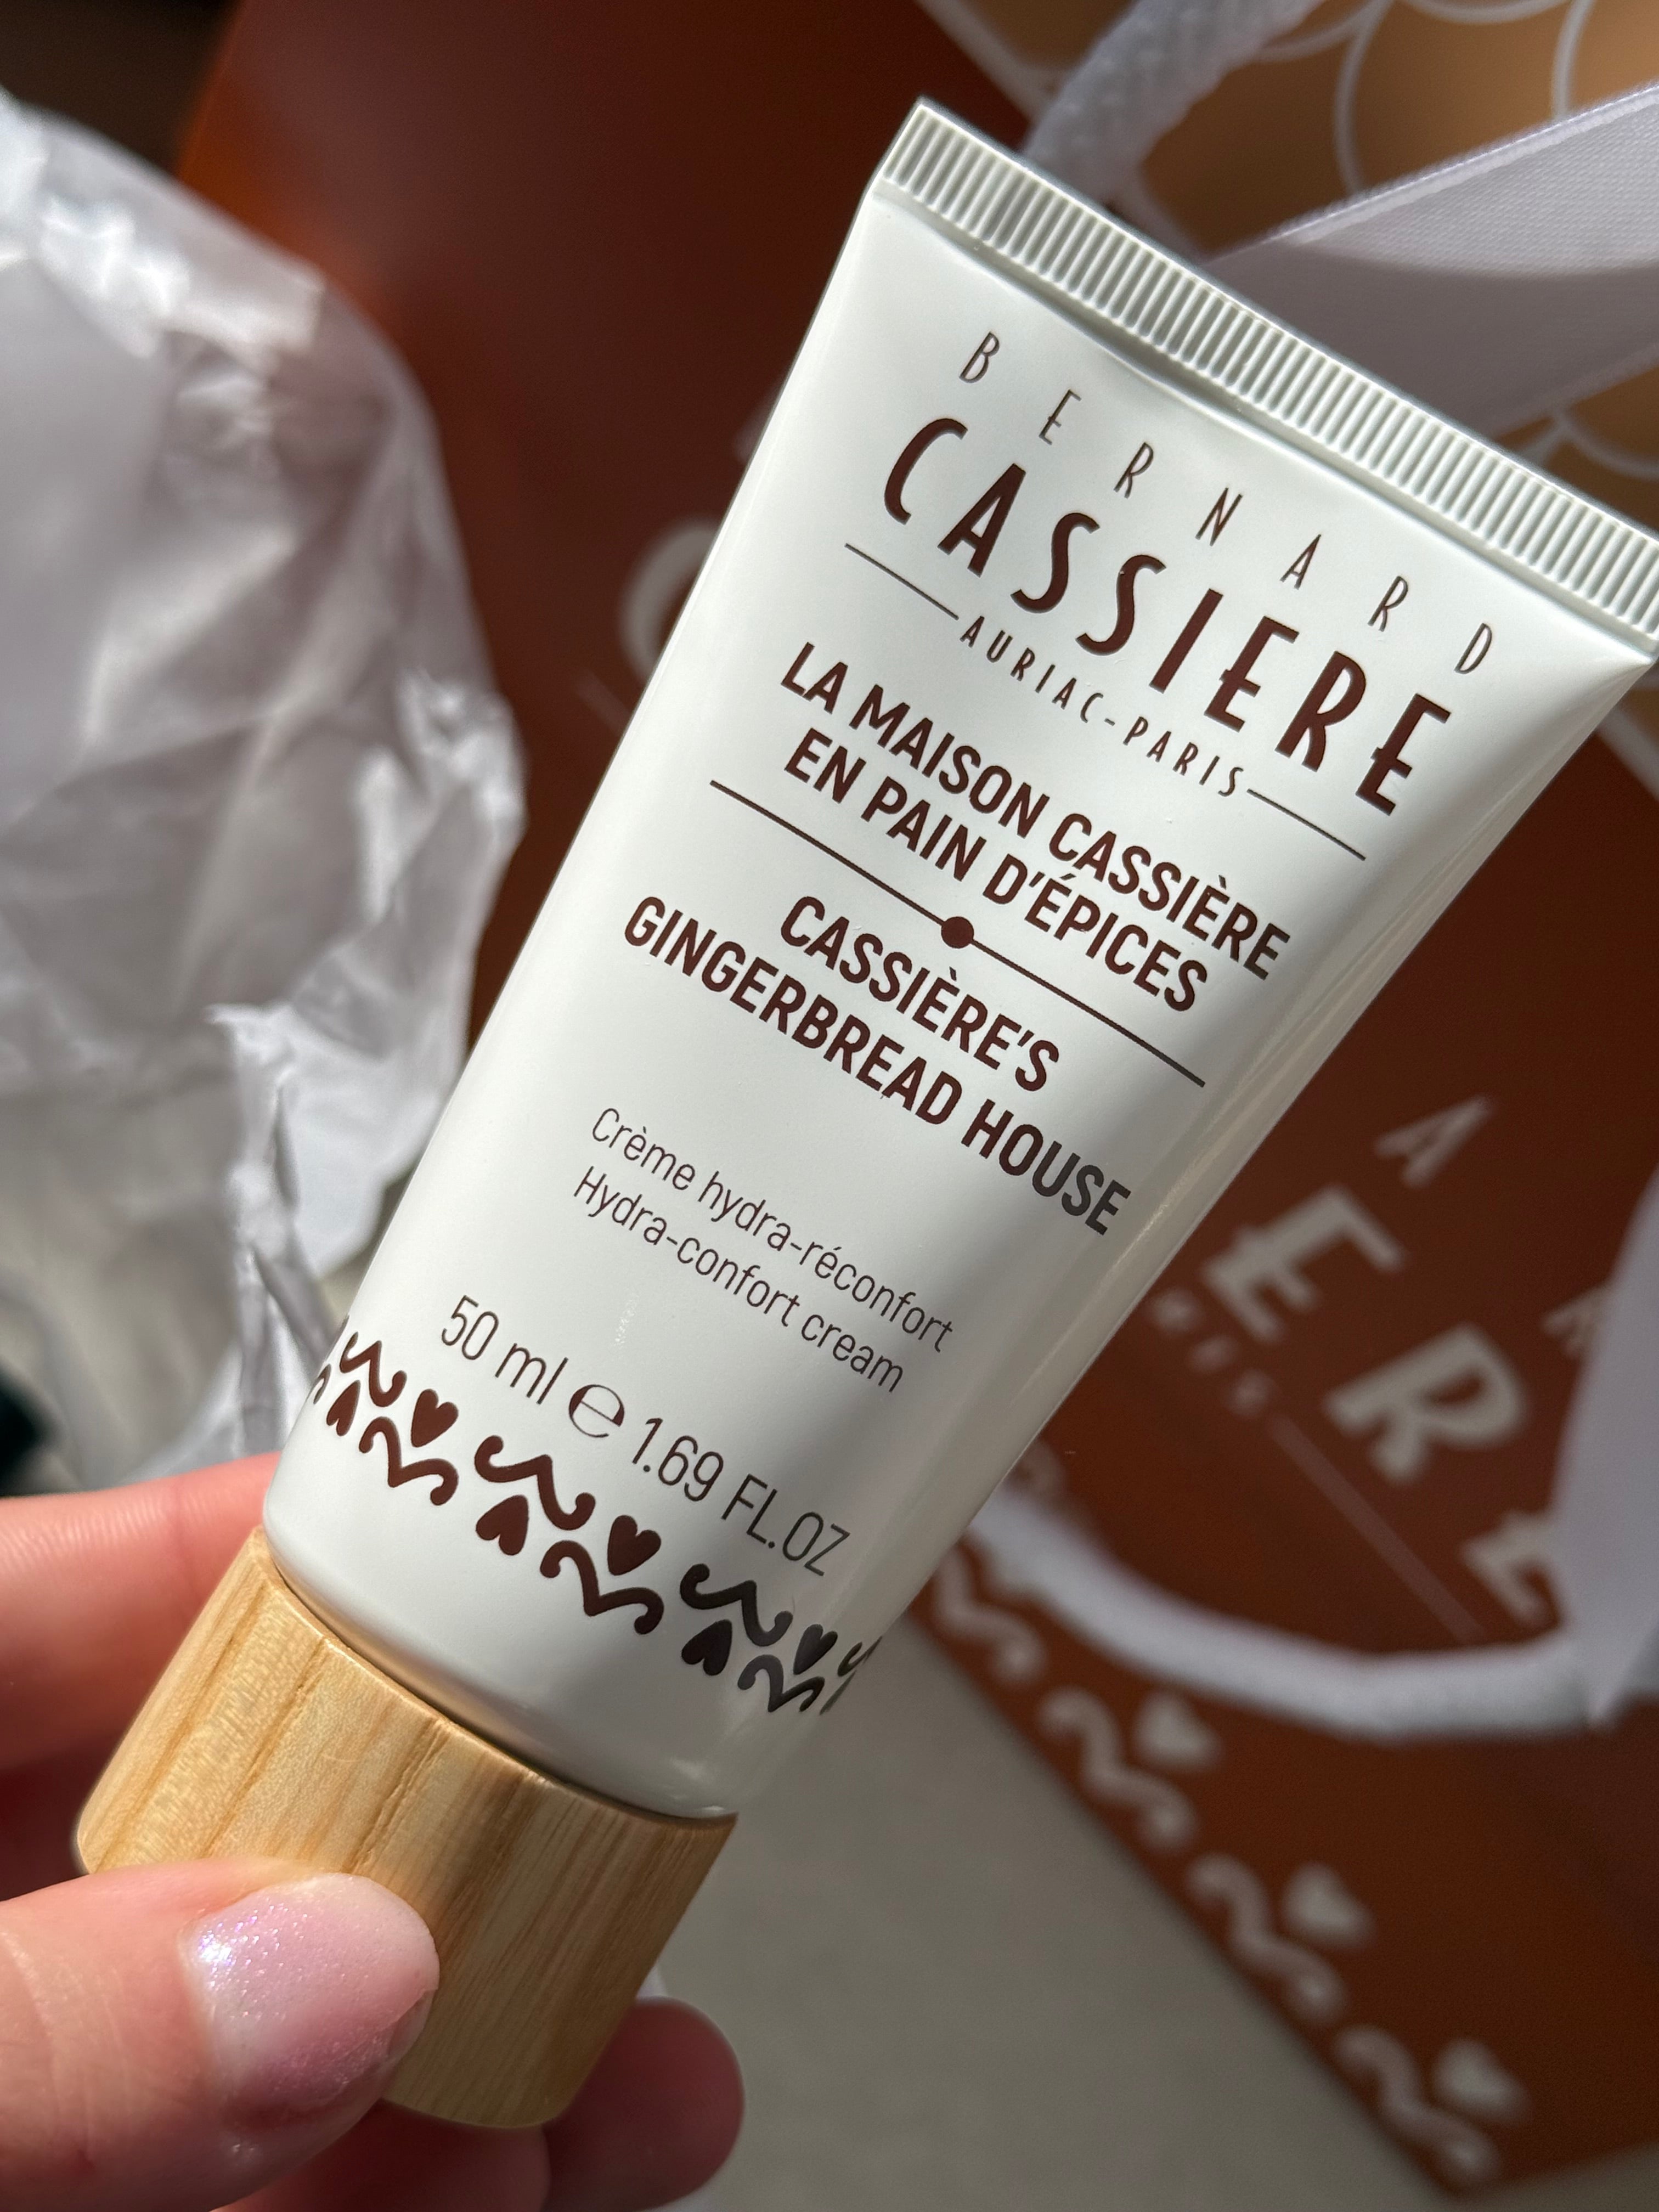 BERNARD
CASSIERE
AURIAC-PARIS
LA MAISON CASSIÈRE
EN PAIN D'ÉPICES
CASSIÈRE'S
GINGERBREAD HOUSE
Crème hydra-réconfort
Hydra-confort cream
50 ml ℮ 1.69 FL.OZ